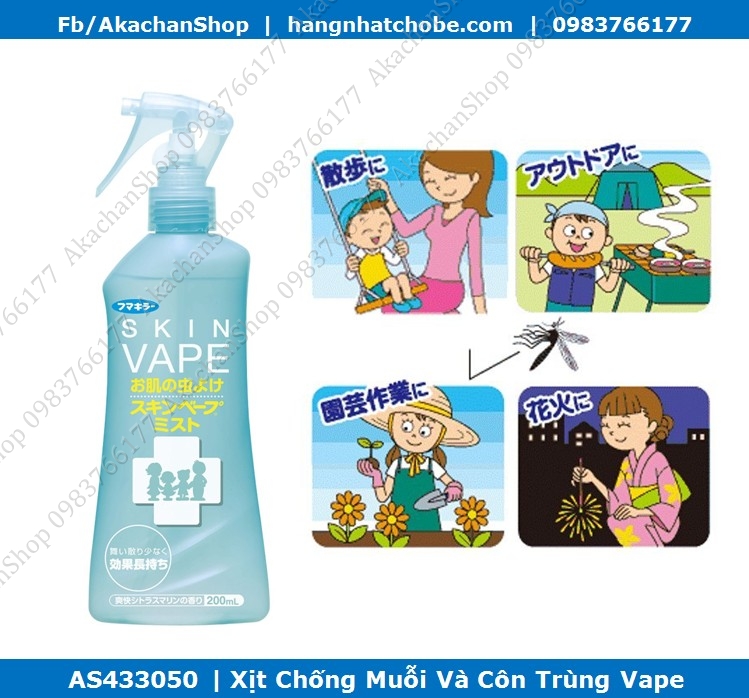 Fb/AkachanShop | hangnhatchobe.com | 0983766177
フマキラー
SKIN
VAPE
お肌の虫よけ
スキンベープ
ミスト
舞い散り少なく
効果長持ち
爽快シトラスマリンの香り 200mL
散歩に
アウトドアに
園芸作業に
花火に
AkachanShop 0983766177
AS433050 | Xịt Chống Muỗi Và Côn Trùng Vape